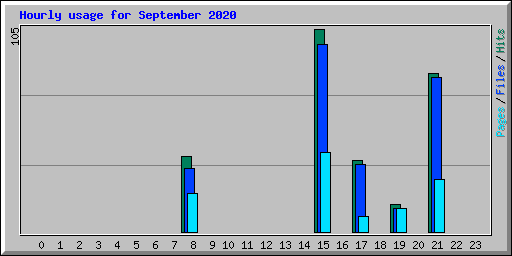 Hourly usage for September 2020
105
Pages/Files/Hits
0 1 2 3 4 5 6 7 8 9 10 11 12 13 14 15 16 17 18 19 20 21 22 23